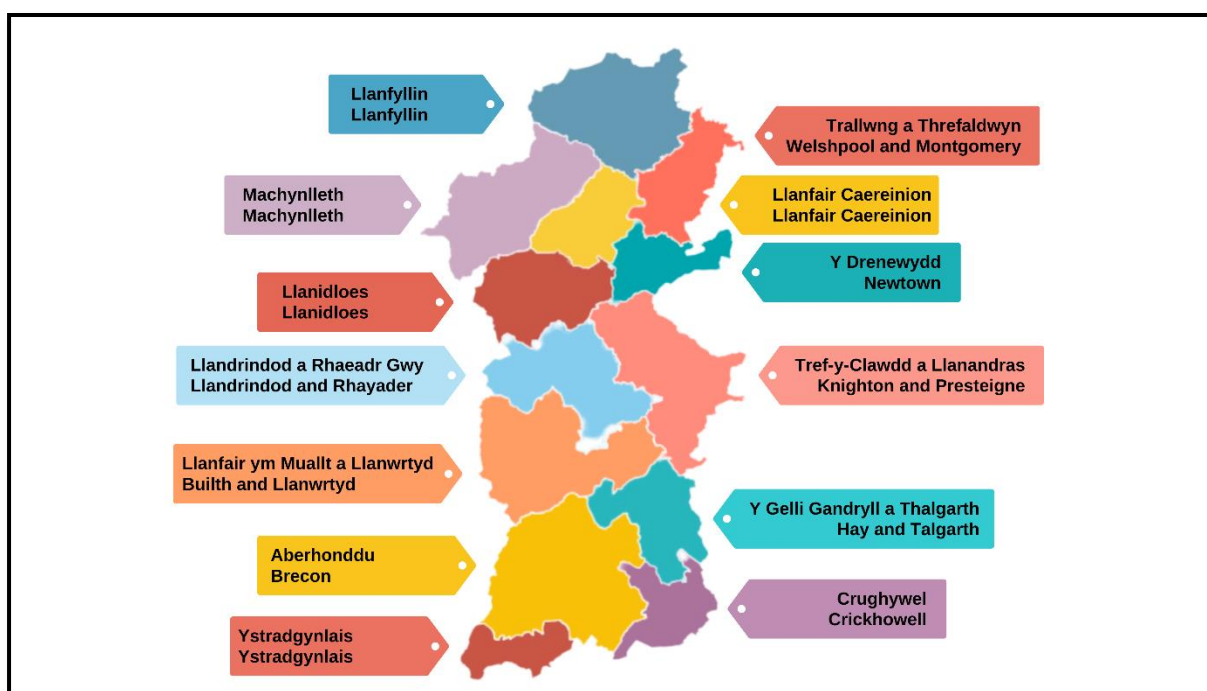 Llanfyllin
Llanfyllin
Trallwng a Threfaldwyn
Welshpool and Montgomery
Machynlleth
Machynlleth
Llanfair Caereinion
Llanfair Caereinion
Y Drenewydd
Newtown
Llanidloes
Llanidloes
Llandrindod a Rhaeadr Gwy
Llandrindod and Rhayader
Tref-y-Clawdd a Llanandras
Knighton and Presteigne
Llanfair ym Muallt a Llanwrtyd
Builth and Llanwrtyd
Y Gelli Gandryll a Thalgarth
Hay and Talgarth
Aberhonddu
Brecon
Crughywel
Crickhowell
Ystradgynlais
Ystradgynlais